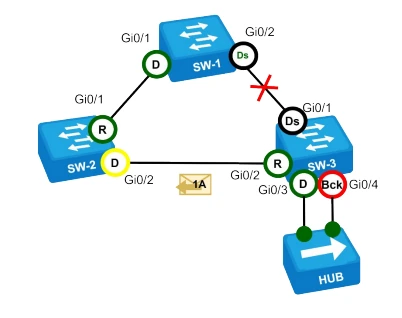 Gi0/2
Gi0/1
D
Ds
SW-1
Gi0/1
Gi0/1
Ds
R
SW-2
D
R
SW-3
Gi0/2
1A
Gi0/2
Gi0/3
D
Bck
Gi0/4
HUB